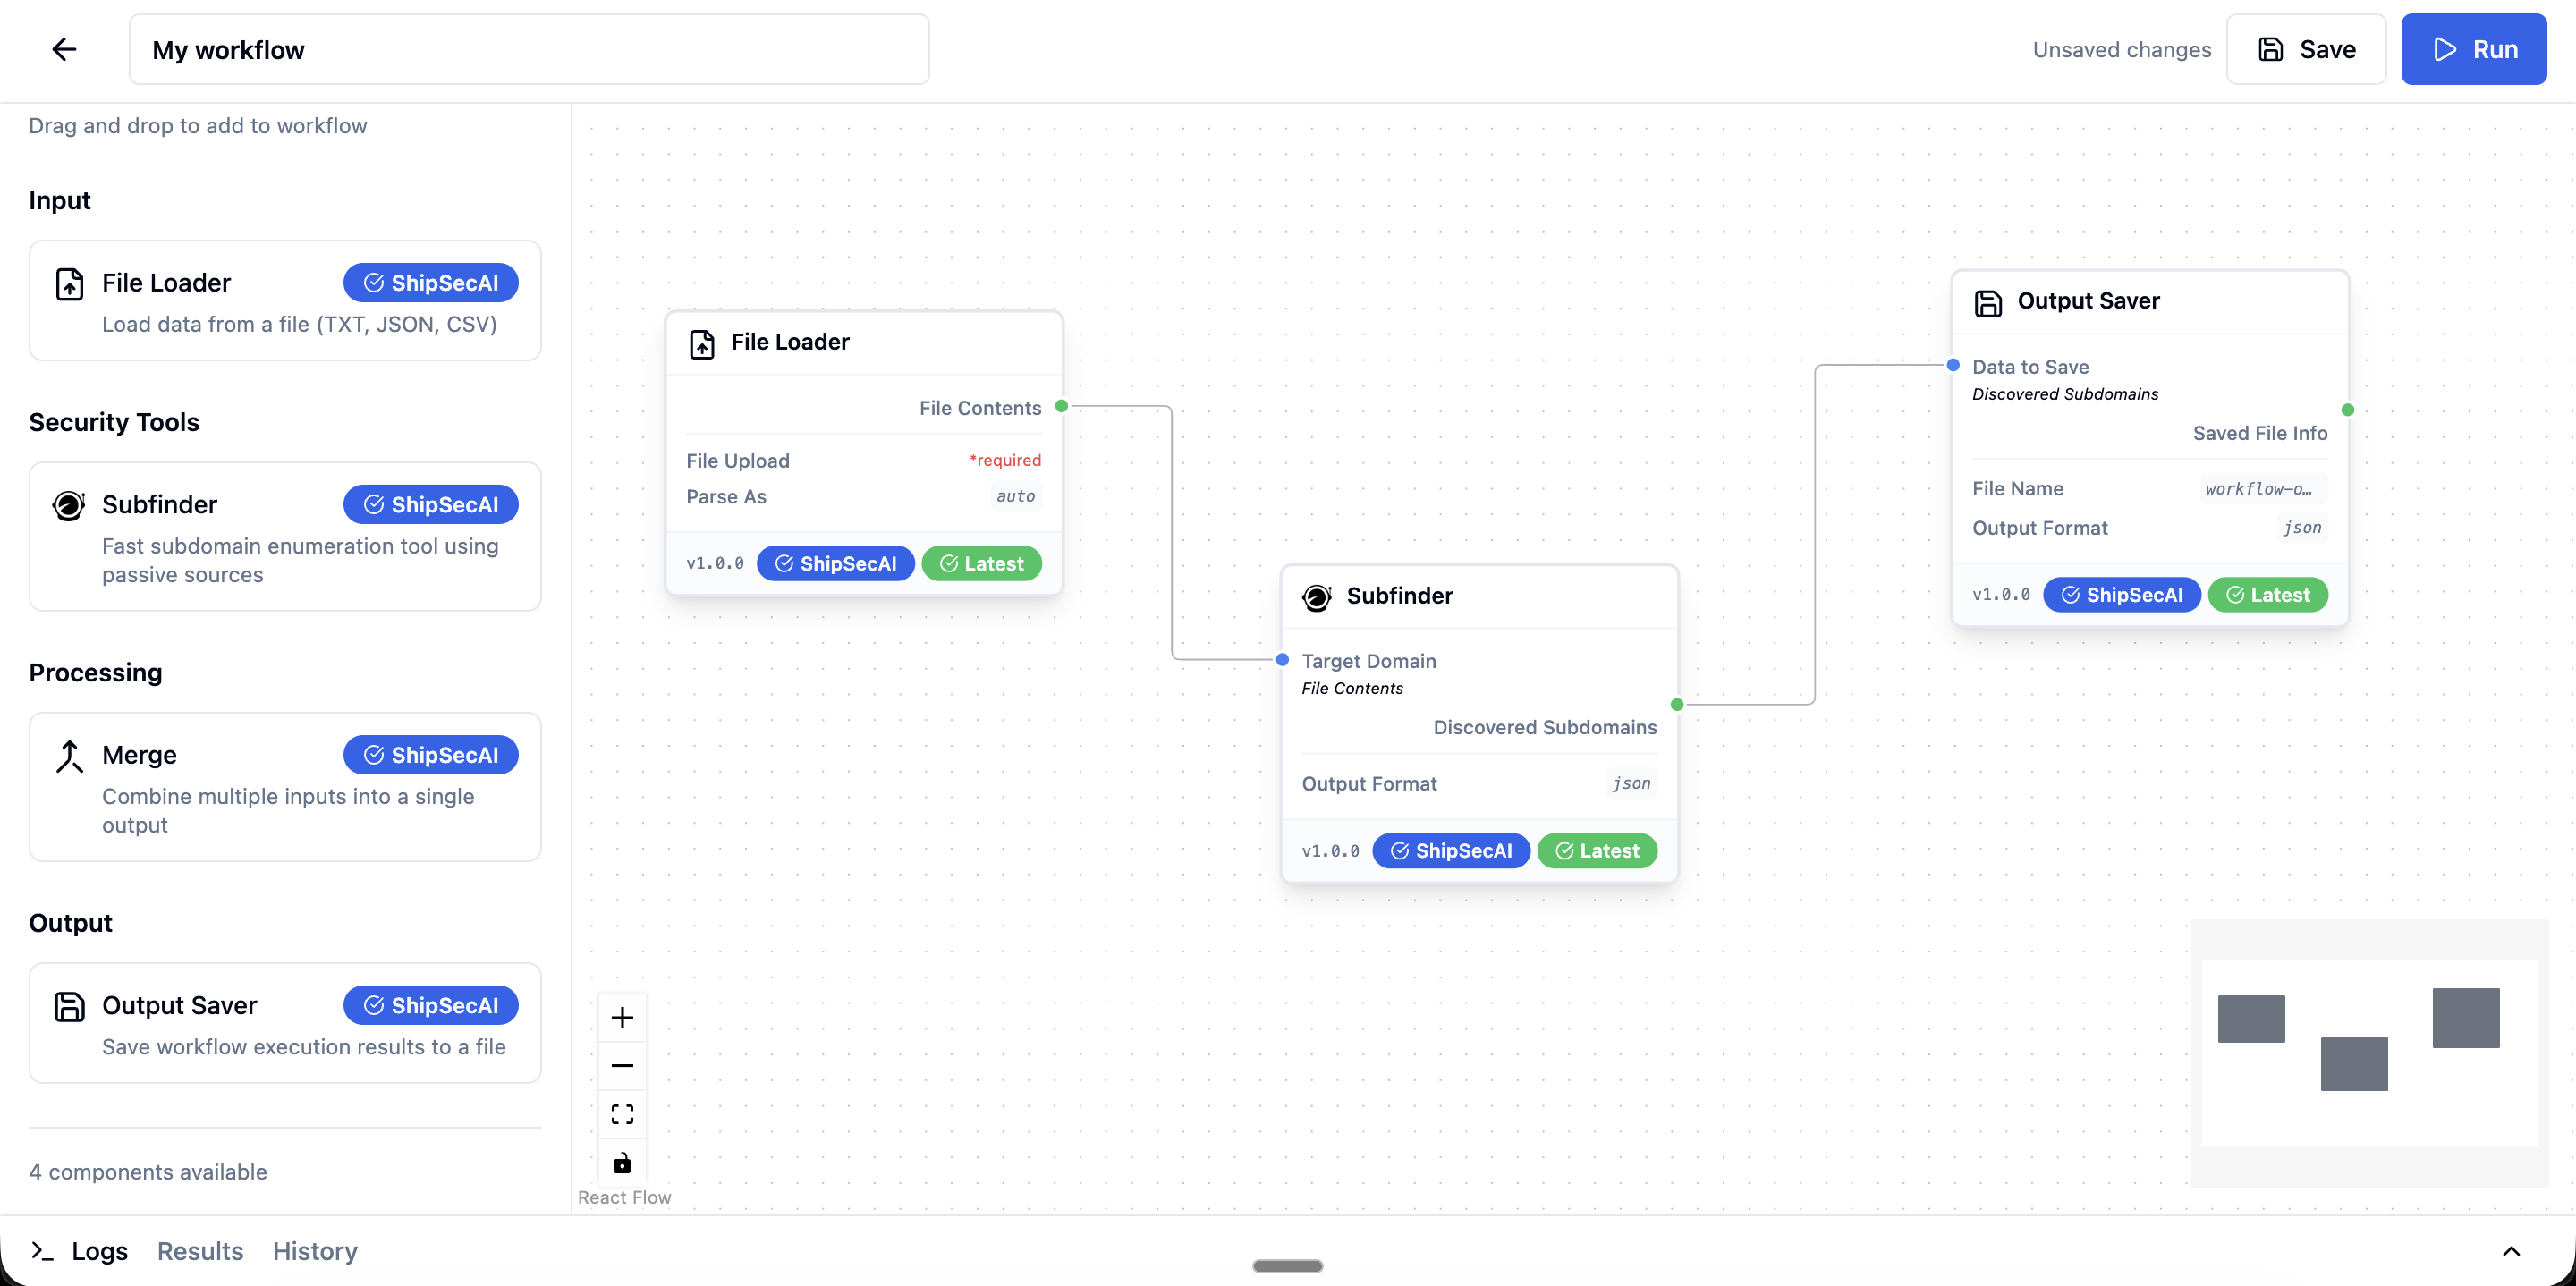 My workflow
Unsaved changes
Save
Run
Drag and drop to add to workflow
Input
File Loader
ShipSecAI
Load data from a file (TXT, JSON, CSV)
Security Tools
Subfinder
ShipSecAI
Fast subdomain enumeration tool using
passive sources
Processing
Merge
ShipSecAI
Combine multiple inputs into a single
output
Output
Output Saver
ShipSecAI
Save workflow execution results to a file
4 components available
File Loader
File Contents
File Upload
*required
Parse As
auto
v1.0.0
ShipSecAI
Latest
Subfinder
Target Domain
File Contents
Discovered Subdomains
Output Format
json
v1.0.0
ShipSecAI
Latest
Output Saver
Data to Save
Discovered Subdomains
Saved File Info
File Name
workflow-o…
Output Format
json
v1.0.0
ShipSecAI
Latest
React Flow
Logs
Results
History